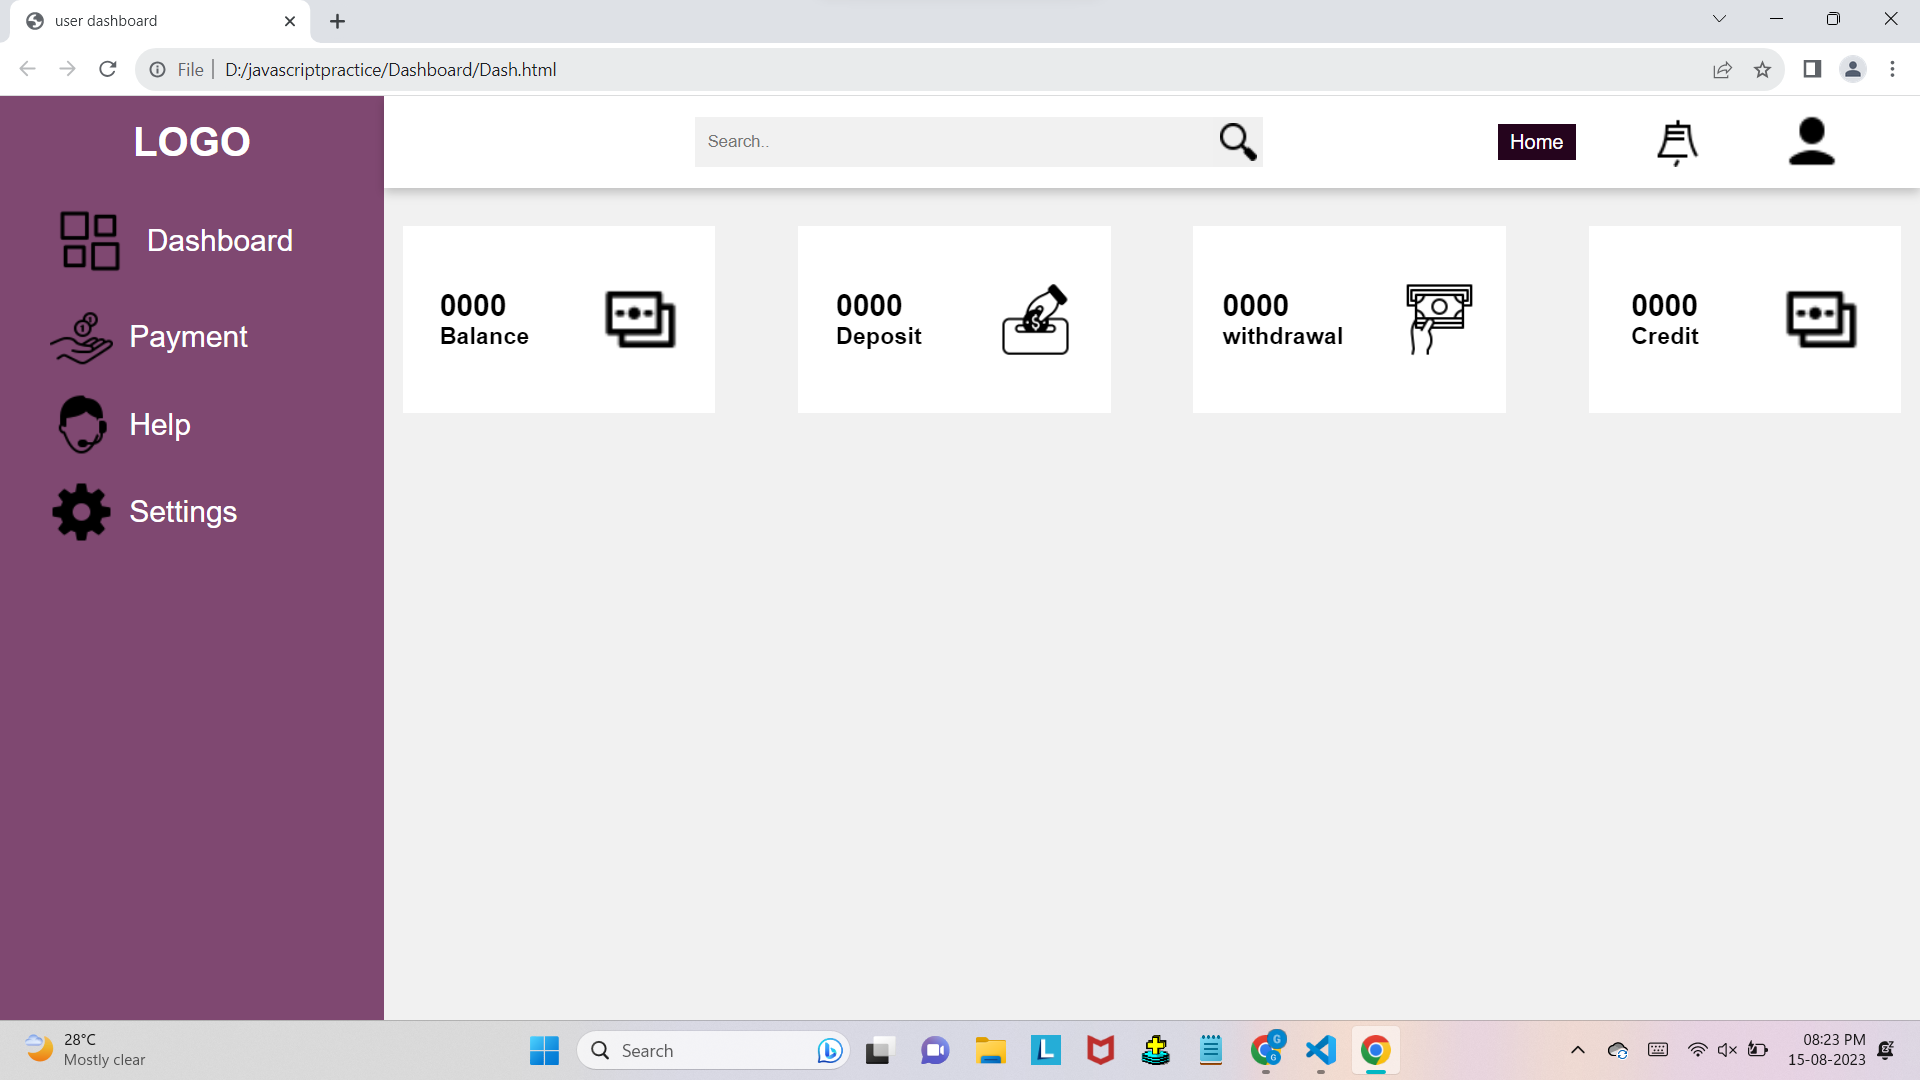 user dashboard
File
D:/javascriptpractice/Dashboard/Dash.html
LOGO
Search..
Home
Dashboard
Payment
Help
Settings
0000
Balance
0000
Deposit
0000
withdrawal
0000
Credit
28°C
Mostly clear
Search
08:23 PM
15-08-2023